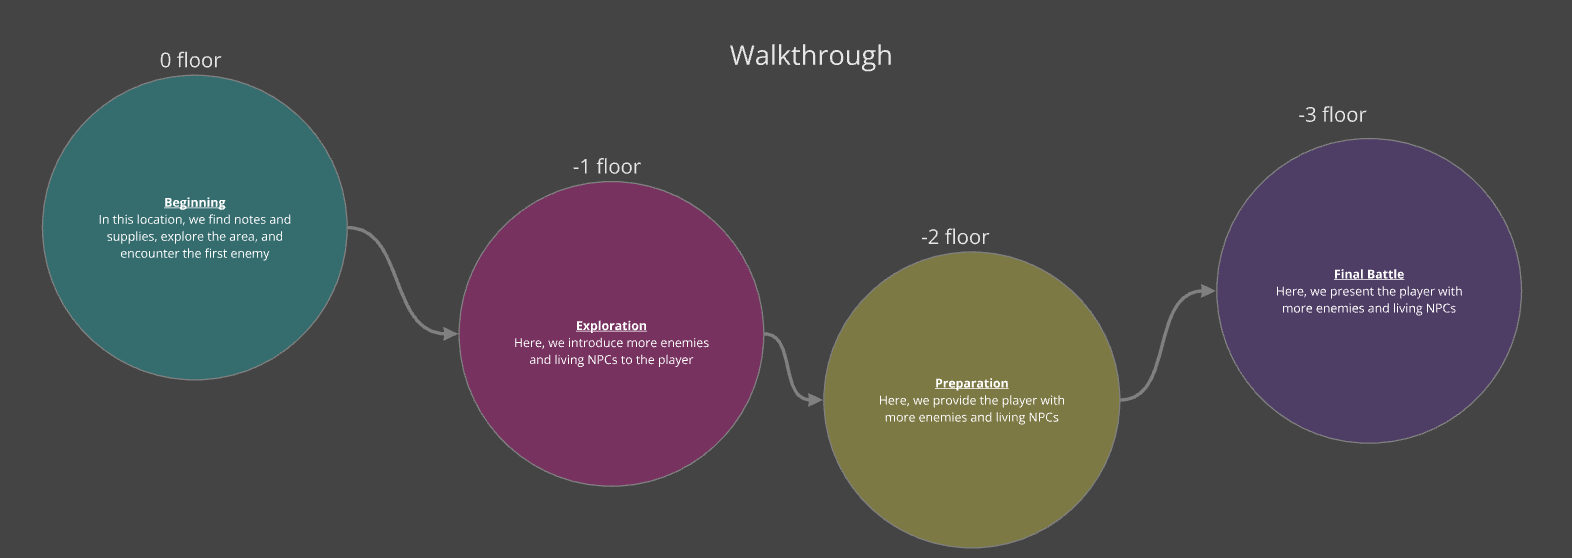 Walkthrough
0 floor
Beginning
In this location, we find notes and
supplies, explore the area, and
encounter the first enemy
-1 floor
Exploration
Here, we introduce more enemies
and living NPCs to the player
-2 floor
Preparation
Here, we provide the player with
more enemies and living NPCs
-3 floor
Final Battle
Here, we present the player with
more enemies and living NPCs